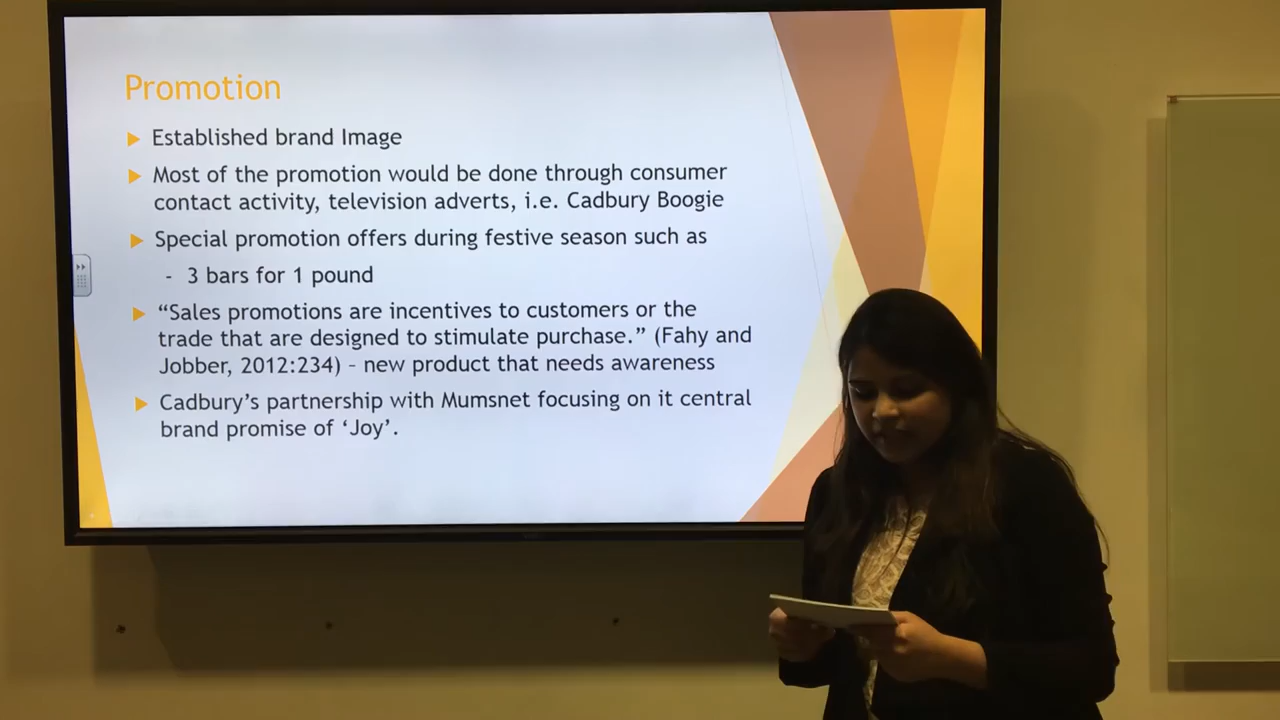 Promotion
Established brand Image
Most of the promotion would be done through consumer
contact activity, television adverts, i.e. Cadbury Boogie
Special promotion offers during festive season such as
- 3 bars for 1 pound
“Sales promotions are incentives to customers or the
trade that are designed to stimulate purchase.” (Fahy and
Jobber, 2012:234) – new product that needs awareness
Cadbury’s partnership with Mumsnet focusing on it central
brand promise of ‘Joy’.